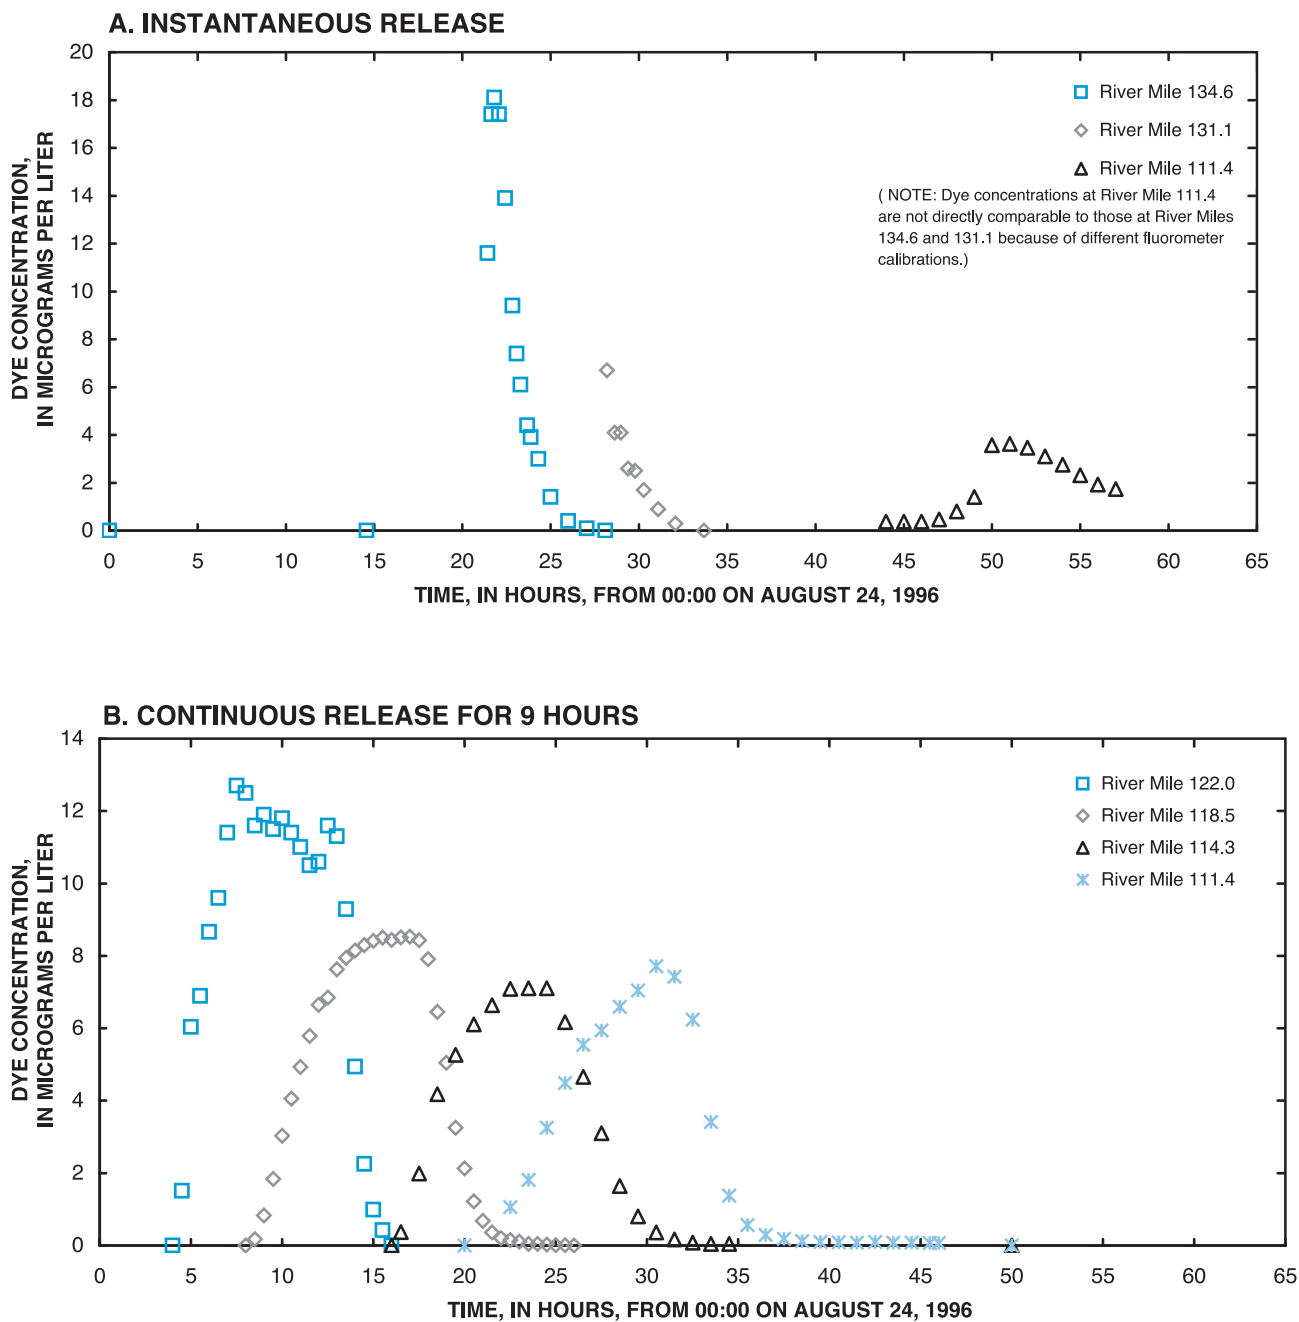 A. INSTANTANEOUS RELEASE
DYE CONCENTRATION,
IN MICROGRAMS PER LITER
20
18
16
14
12
10
8
6
4
2
0
River Mile 134.6
River Mile 131.1
River Mile 111.4
( NOTE: Dye concentrations at River Mile 111.4
are not directly comparable to those at River Miles
134.6 and 131.1 because of different fluorometer
calibrations.)
0 5 10 15 20 25 30 35 40 45 50 55 60 65
TIME, IN HOURS, FROM 00:00 ON AUGUST 24, 1996
B. CONTINUOUS RELEASE FOR 9 HOURS
DYE CONCENTRATION,
IN MICROGRAMS PER LITER
14
12
10
8
6
4
2
0
River Mile 122.0
River Mile 118.5
River Mile 114.3
River Mile 111.4
0 5 10 15 20 25 30 35 40 45 50 55 60 65
TIME, IN HOURS, FROM 00:00 ON AUGUST 24, 1996